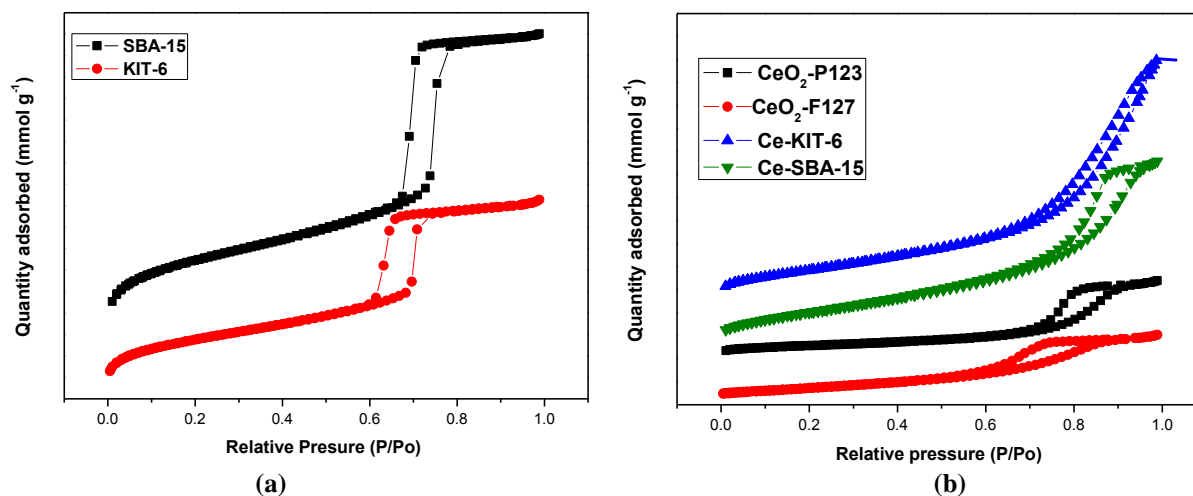 SBA-15
KIT-6
Quantity adsorbed (mmol g⁻¹)
0.0 0.2 0.4 0.6 0.8 1.0
Relative Presure (P/Po)
(a)
CeO₂-P123
CeO₂-F127
Ce-KIT-6
Ce-SBA-15
Quantity adsorbed (mmol g⁻¹)
0.0 0.2 0.4 0.6 0.8 1.0
Relative pressure (P/Po)
(b)